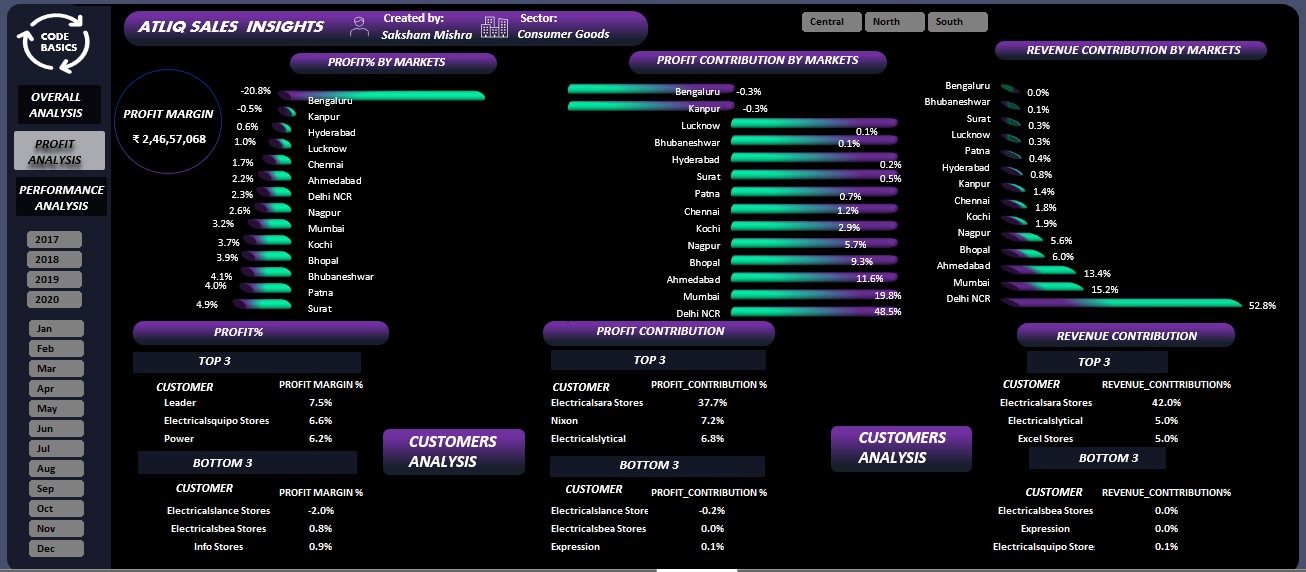 CODE
BASICS
ATLIQ SALES INSIGHTS
Created by:
Saksham Mishra
Sector:
Consumer Goods
Central
North
South
OVERALL
ANALYSIS
PROFIT
ANALYSIS
PERFORMANCE
ANALYSIS
2017
2018
2019
2020
Jan
Feb
Mar
Apr
May
Jun
Jul
Aug
Sep
Oct
Nov
Dec
PROFIT MARGIN
₹ 2,46,57,068
PROFIT% BY MARKETS
-20.8%
Bengaluru
-0.5%
Kanpur
0.6%
Hyderabad
1.0%
Lucknow
1.7%
Chennai
2.2%
Ahmedabad
2.3%
Delhi NCR
2.6%
Nagpur
3.2%
Mumbai
3.7%
Kochi
3.9%
Bhopal
4.1%
Bhubaneshwar
4.0%
Patna
4.9%
Surat
PROFIT CONTRIBUTION BY MARKETS
Bengaluru -0.3%
Kanpur -0.3%
Lucknow 0.1%
Bhubaneshwar 0.1%
Hyderabad 0.2%
Surat 0.5%
Patna 0.7%
Chennai 1.2%
Kochi 2.9%
Nagpur 5.7%
Bhopal 9.3%
Ahmedabad 11.6%
Mumbai 19.8%
Delhi NCR 48.5%
REVENUE CONTRIBUTION BY MARKETS
Bengaluru 0.0%
Bhubaneshwar 0.1%
Surat 0.3%
Lucknow 0.3%
Patna 0.4%
Hyderabad 0.8%
Kanpur 1.4%
Chennai 1.8%
Kochi 1.9%
Nagpur 5.6%
Bhopal 6.0%
Ahmedabad 13.4%
Mumbai 15.2%
Delhi NCR 52.8%
PROFIT%
TOP 3
CUSTOMER PROFIT MARGIN %
Leader 7.5%
Electricalsquipo Stores 6.6%
Power 6.2%
BOTTOM 3
CUSTOMER PROFIT MARGIN %
Electricalslance Stores -2.0%
Electricalsbea Stores 0.8%
Info Stores 0.9%
CUSTOMERS
ANALYSIS
PROFIT CONTRIBUTION
TOP 3
CUSTOMER PROFIT_CONTRIBUTION %
Electricalsara Stores 37.7%
Nixon 7.2%
Electricalslytical 6.8%
BOTTOM 3
CUSTOMER PROFIT_CONTRIBUTION %
Electricalslance Store -0.2%
Electricalsbea Stores 0.0%
Expression 0.1%
CUSTOMERS
ANALYSIS
REVENUE CONTRIBUTION
TOP 3
CUSTOMER REVENUE_CONTTRIBUTION%
Electricalsara Stores 42.0%
Electricalslytical 5.0%
Excel Stores 5.0%
BOTTOM 3
CUSTOMER REVENUE_CONTTRIBUTION%
Electricalsbea Stores 0.0%
Expression 0.0%
Electricalsquipo Store 0.1%